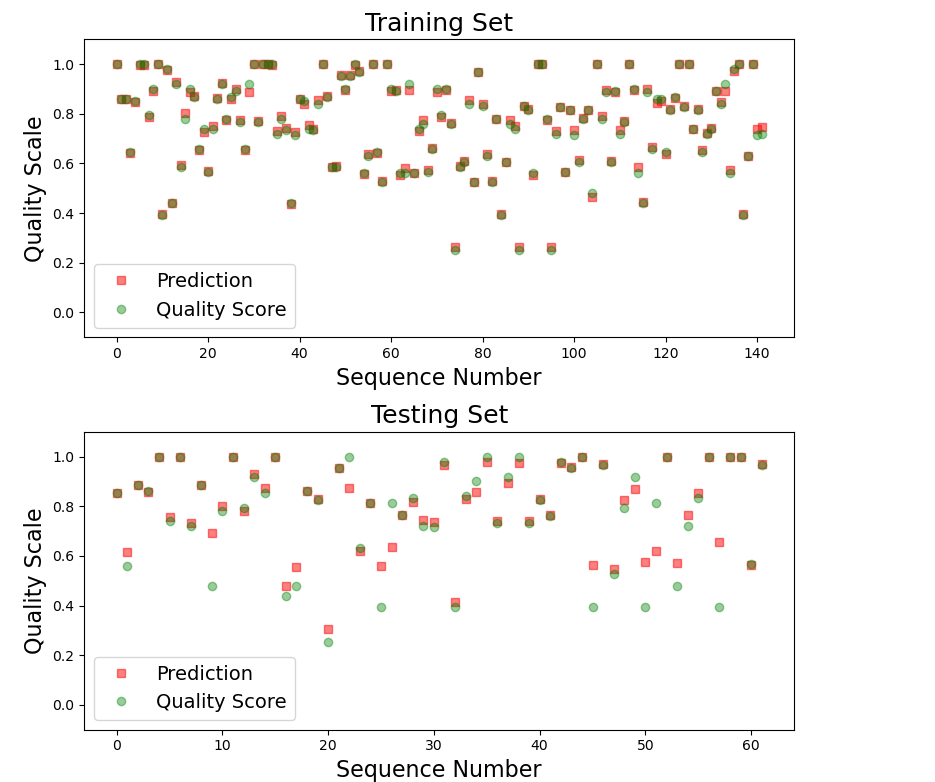 Training Set
Quality Scale
1.0
0.8
0.6
0.4
0.2
0.0
Prediction
Quality Score
0 20 40 60 80 100 120 140
Sequence Number
Testing Set
Quality Scale
1.0
0.8
0.6
0.4
0.2
0.0
Prediction
Quality Score
0 10 20 30 40 50 60
Sequence Number